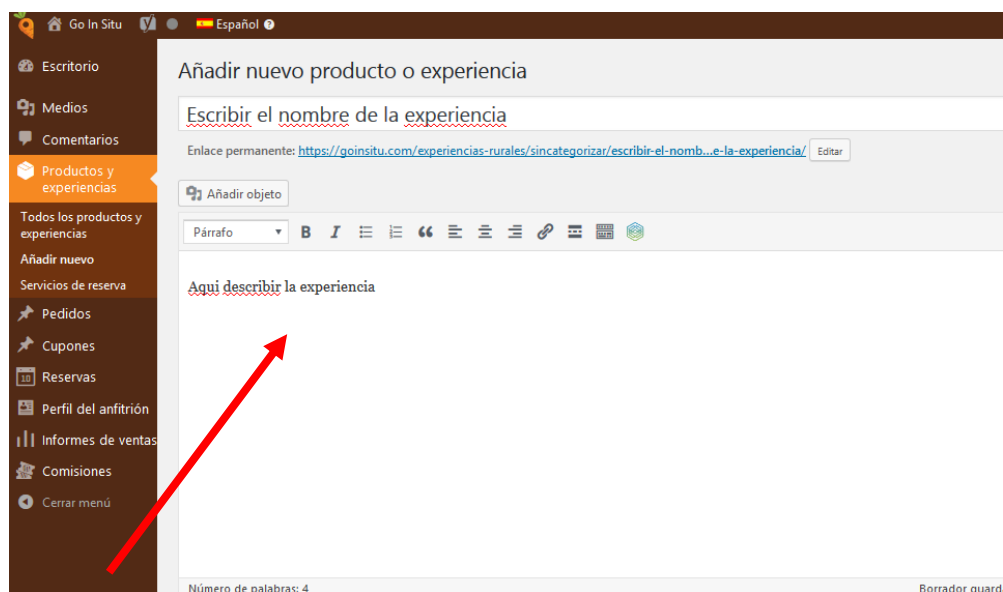 Go In Situ Español
Escritorio
Medios
Comentarios
Productos y
experiencias
Todos los productos y
experiencias
Añadir nuevo
Servicios de reserva
Pedidos
Cupones
10 Reservas
Perfil del anfitrión
Informes de ventas
Comisiones
Cerrar menú
Añadir nuevo producto o experiencia
Escribir el nombre de la experiencia
Enlace permanente: https://goinsitu.com/experiencias-rurales/sincategorizar/escribir-el-nomb...e-la-experiencia/ Editar
Añadir objeto
Párrafo B I
Aqui describir la experiencia
Número de palabras: 4 Borrador guard